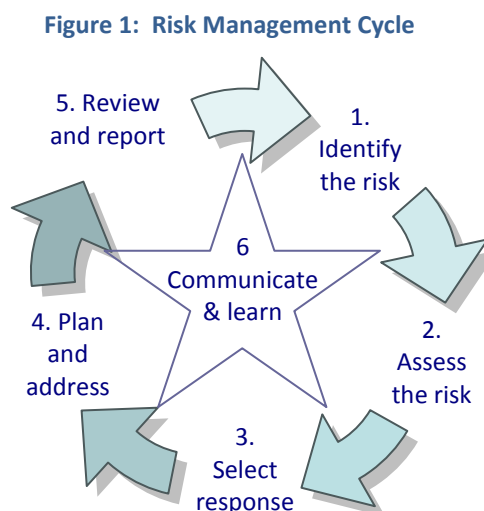 Figure 1:  Risk Management Cycle
1.
Identify
the risk
2.
Assess
the risk
3.
Select
response
4. Plan
and
address
5. Review
and report
6
Communicate
& learn